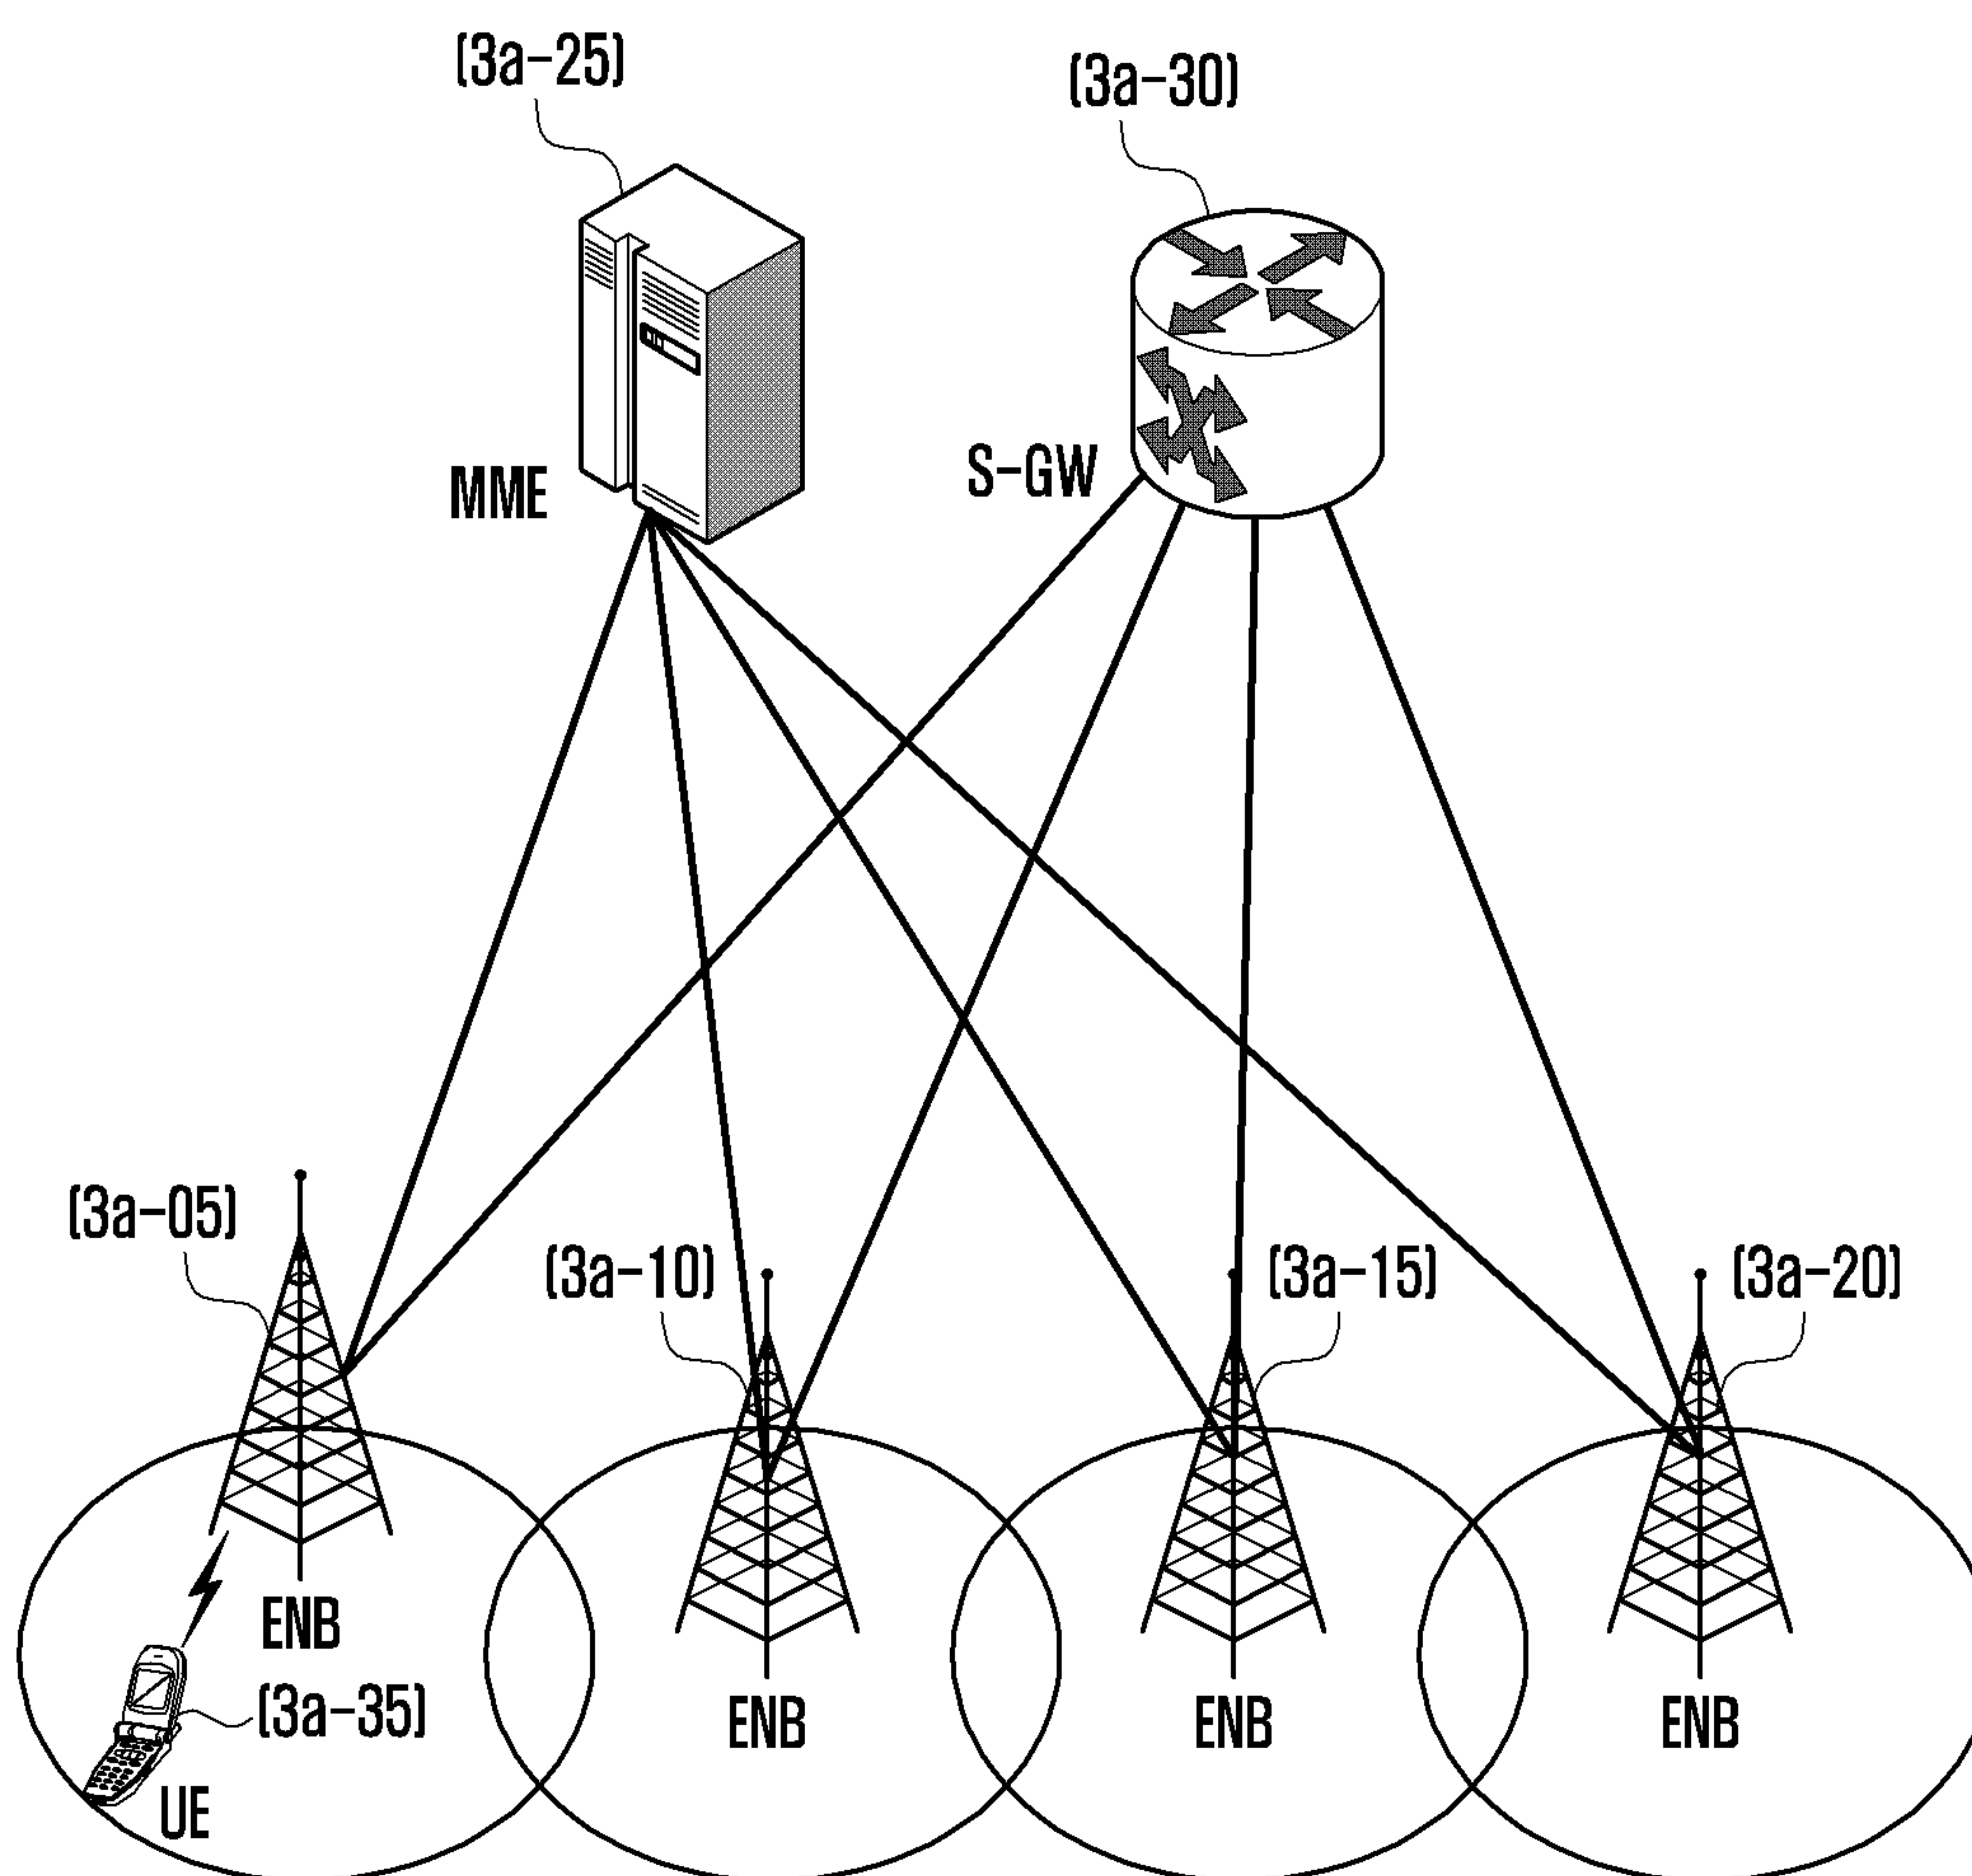 (3a-25)
(3a-30)
MME
S-GW
(3a-05)
(3a-10)
(3a-15)
(3a-20)
ENB
(3a-35)
ENB
ENB
ENB
UE